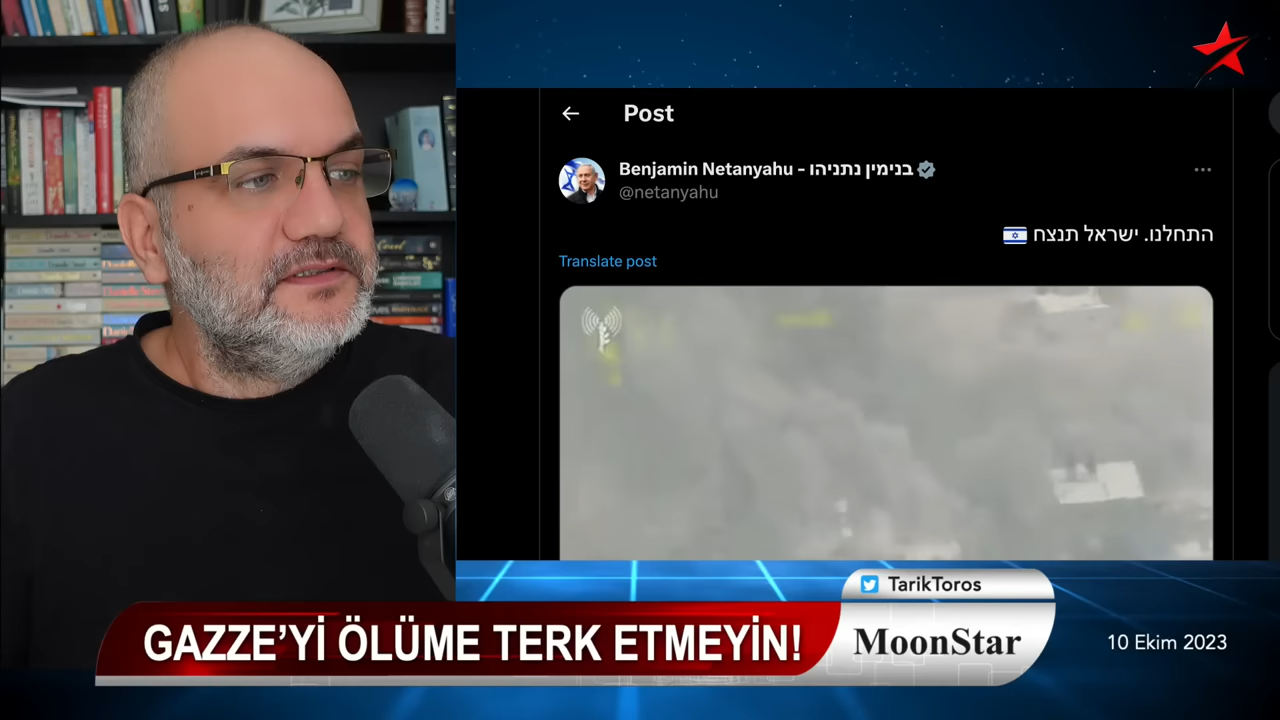 Post
Benjamin Netanyahu - בנימין נתניהו
@netanyahu
התחלנו. ישראל תנצח
Translate post
TarikToros
GAZZE'Yİ ÖLÜME TERK ETMEYİN!
MoonStar
10 Ekim 2023